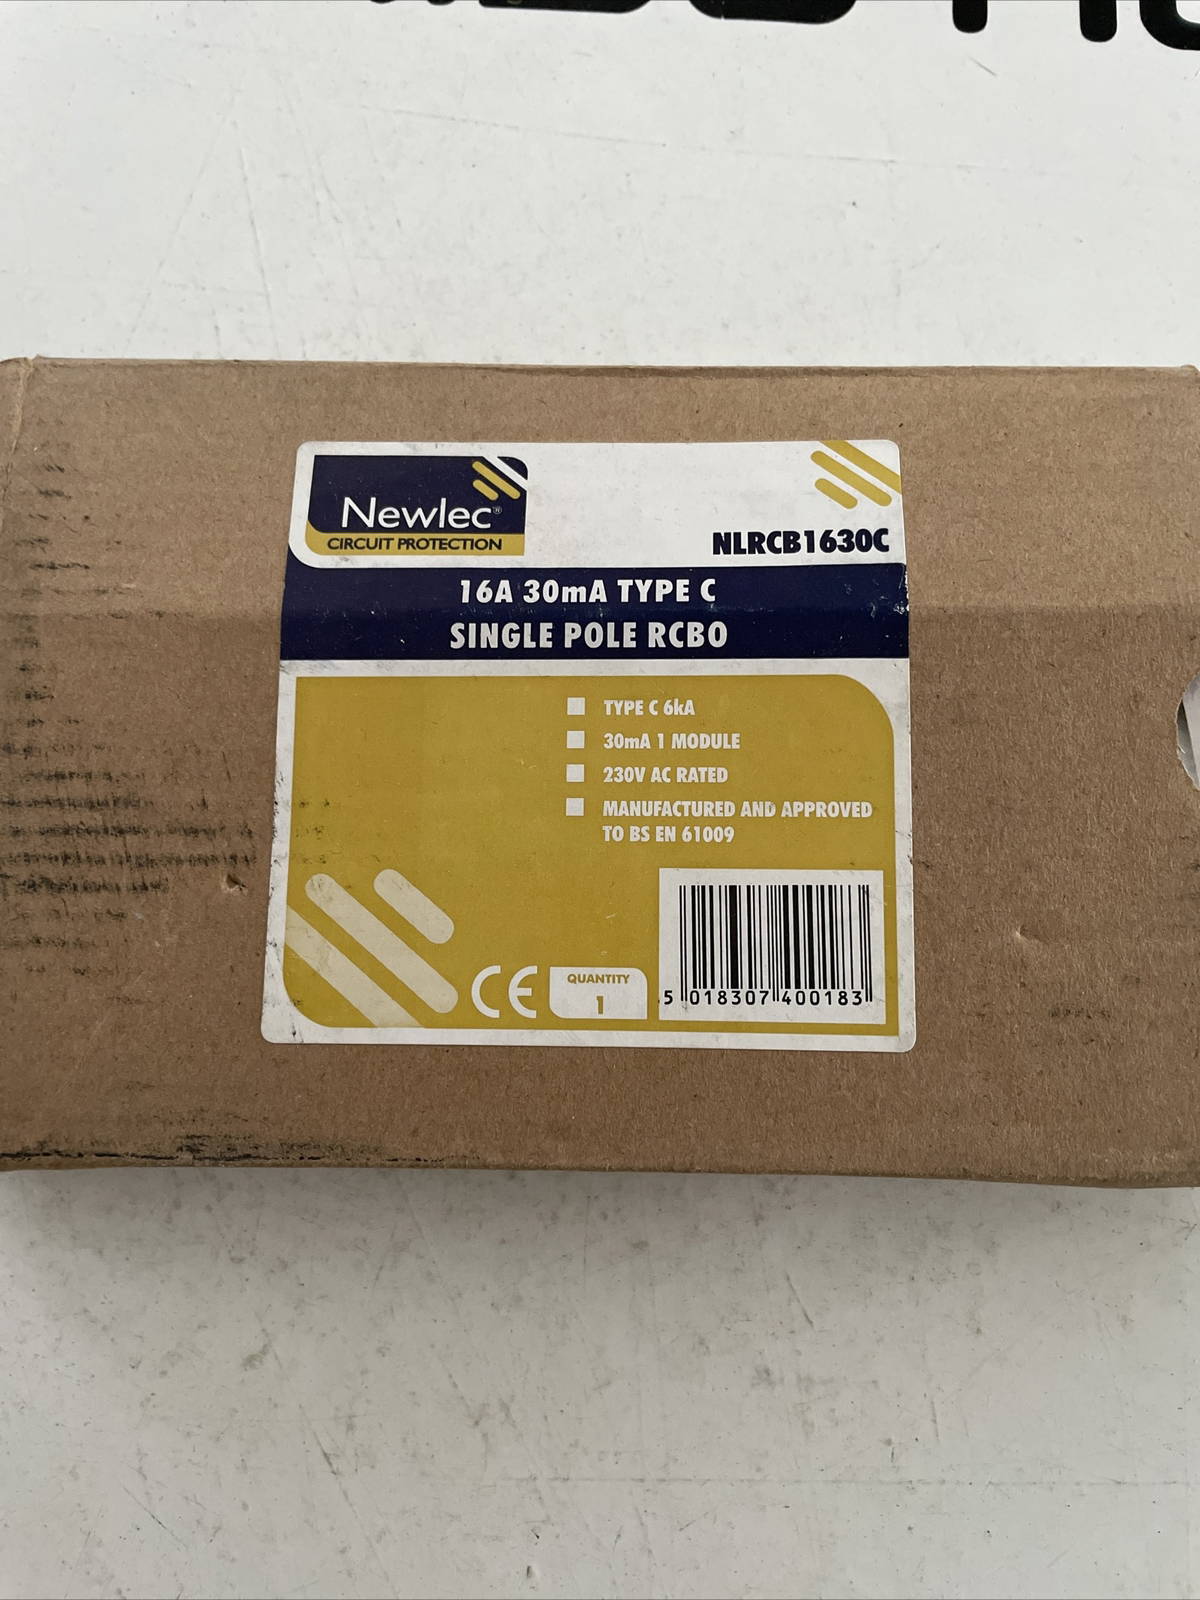 Newlec®
CIRCUIT PROTECTION
NLRCB1630C
16A 30mA TYPE C
SINGLE POLE RCBO
TYPE C 6kA
30mA 1 MODULE
230V AC RATED
MANUFACTURED AND APPROVED
TO BS EN 61009
CE
QUANTITY
1
5 018307 400183